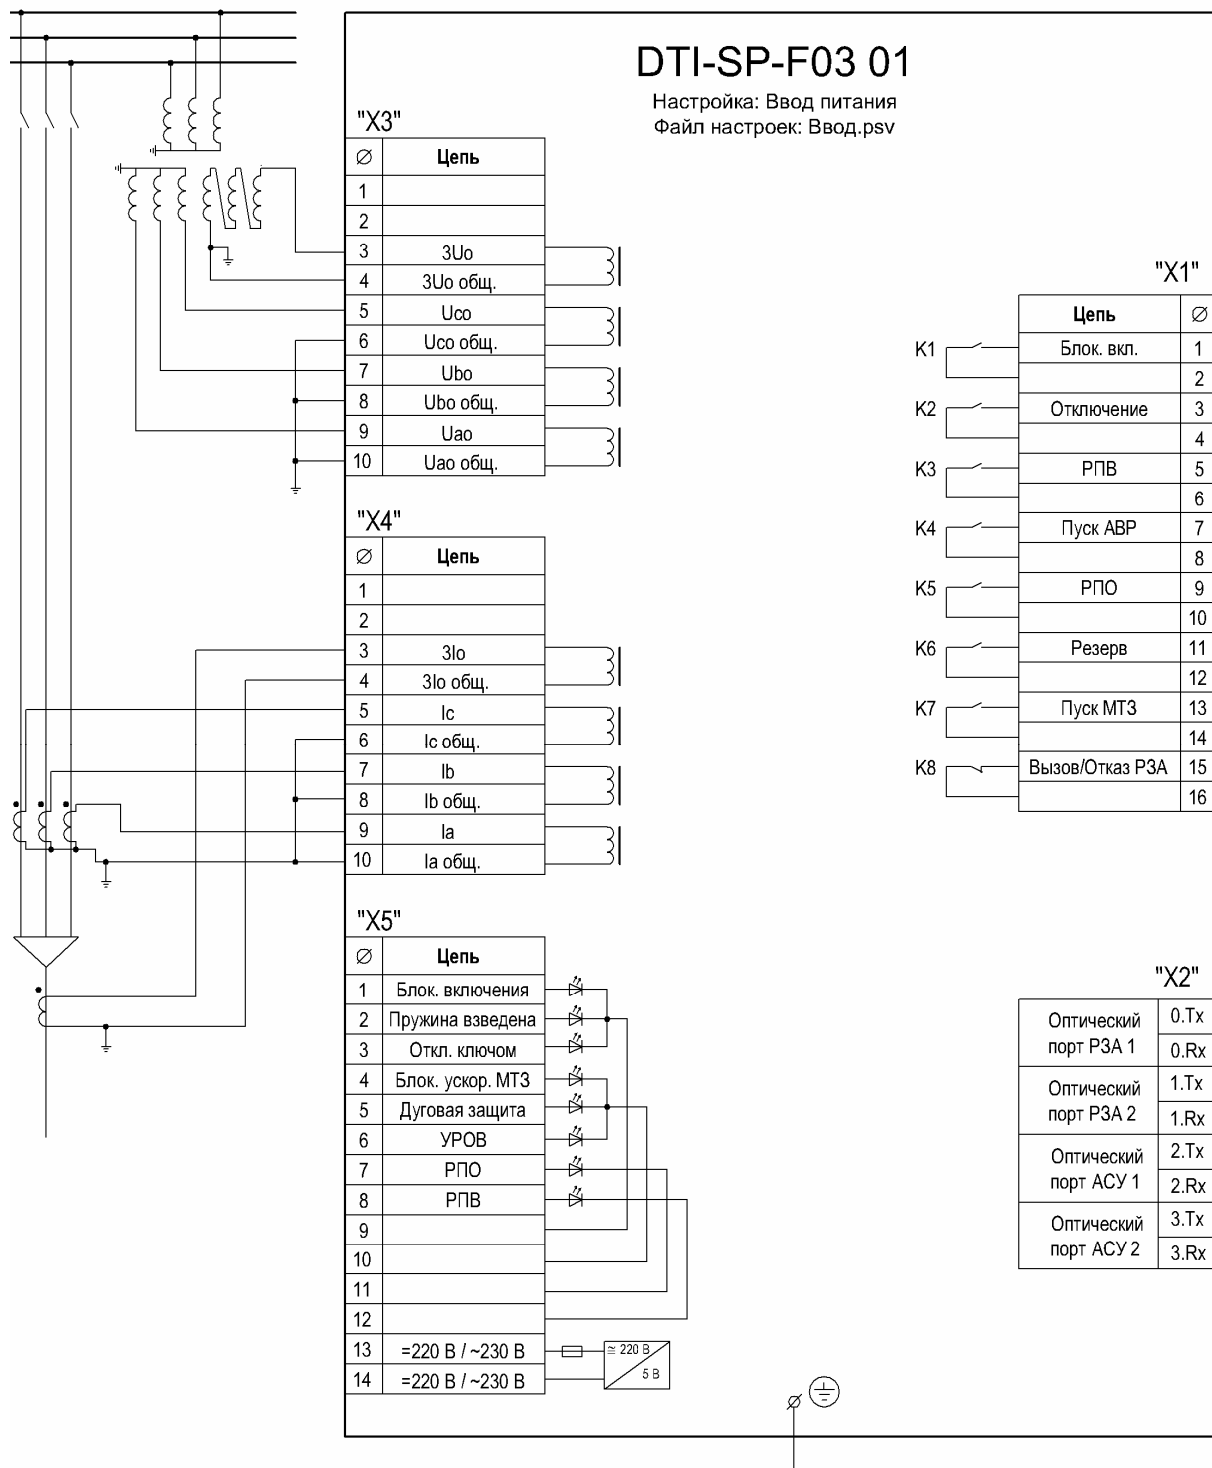 DTI-SP-F03 01
Настройка: Ввод питания
Файл настроек: Ввод.psv
"X3"
∅ Цепь
1
2
3 3Uo
4 3Uo общ.
5 Uco
6 Uco общ.
7 Ubo
8 Ubo общ.
9 Uao
10 Uao общ.
"X4"
∅ Цепь
1
2
3 3Io
4 3Io общ.
5 Ic
6 Ic общ.
7 Ib
8 Ib общ.
9 Ia
10 Ia общ.
"X5"
∅ Цепь
1 Блок. включения
2 Пружина взведена
3 Откл. ключом
4 Блок. ускор. МТЗ
5 Дуговая защита
6 УРОВ
7 РПО
8 РПВ
9
10
11
12
13 =220 В / ~230 В
14 =220 В / ~230 В
≅ 220 В
5 В
"X1"
Цепь ∅
K1 Блок. вкл. 1
2
K2 Отключение 3
4
K3 РПВ 5
6
K4 Пуск АВР 7
8
K5 РПО 9
10
K6 Резерв 11
12
K7 Пуск МТЗ 13
14
K8 Вызов/Отказ РЗА 15
16
"X2"
Оптический
порт РЗА 1
0.Tx
0.Rx
Оптический
порт РЗА 2
1.Tx
1.Rx
Оптический
порт АСУ 1
2.Tx
2.Rx
Оптический
порт АСУ 2
3.Tx
3.Rx